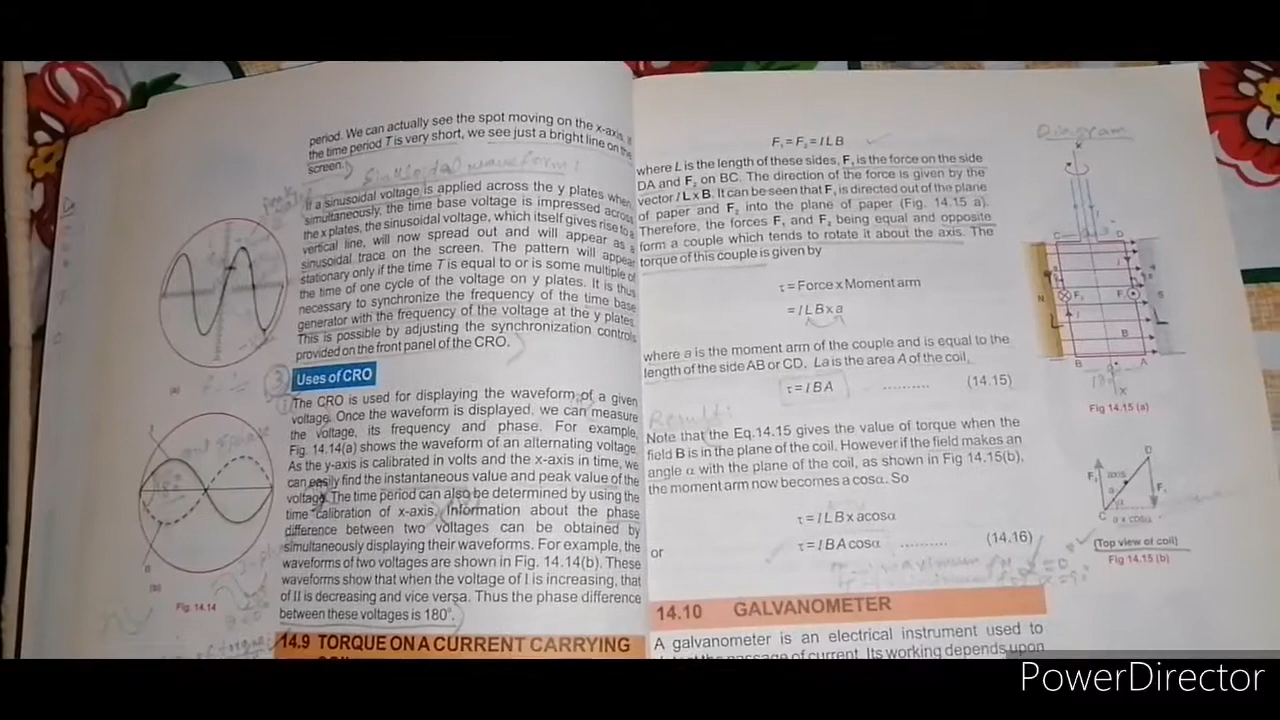 period. We can actually see the spot moving on the x-axis. If
the time period T is very short, we see just a bright line on the
screen.
Sinusoidal waveform:
If a sinusoidal voltage is applied across the y plates when,
simultaneously, the time base voltage is impressed across
the x plates, the sinusoidal voltage, which itself gives rise to a
vertical line, will now spread out and will appear as a
sinusoidal trace on the screen. The pattern will appear
stationary only if the time T is equal to or is some multiple of
the time of one cycle of the voltage on y plates. It is thus
necessary to synchronize the frequency of the time base
generator with the frequency of the voltage at the y plates.
This is possible by adjusting the synchronization controls
provided on the front panel of the CRO.
(a)
3
Uses of CRO
The CRO is used for displaying the waveform of a given
voltage. Once the waveform is displayed, we can measure
the voltage, its frequency and phase. For example,
Fig. 14.14(a) shows the waveform of an alternating voltage.
As the y-axis is calibrated in volts and the x-axis in time, we
can easily find the instantaneous value and peak value of the
voltage. The time period can also be determined by using the
time calibration of x-axis. Information about the phase
difference between two voltages can be obtained by
simultaneously displaying their waveforms. For example, the
waveforms of two voltages are shown in Fig. 14.14(b). These
waveforms show that when the voltage of I is increasing, that
of II is decreasing and vice versa. Thus the phase difference
between these voltages is 180°.
I
II
(b)
Fig. 14.14
14.9 TORQUE ON A CURRENT CARRYING
F₁ = F₂ = I L B
where L is the length of these sides, F₁ is the force on the side
DA and F₂ on BC. The direction of the force is given by the
vector I L x B. It can be seen that F₁ is directed out of the plane
of paper and F₂ into the plane of paper (Fig. 14.15 a).
Therefore, the forces F₁ and F₂ being equal and opposite
form a couple which tends to rotate it about the axis. The
torque of this couple is given by
τ = Force x Moment arm
= I L B x a
where a is the moment arm of the couple and is equal to the
length of the side AB or CD. La is the area A of the coil,
τ = I B A .......... (14.15)
Result:
Note that the Eq.14.15 gives the value of torque when the
field B is in the plane of the coil. However if the field makes an
angle α with the plane of the coil, as shown in Fig 14.15(b),
the moment arm now becomes a cosα. So
τ = I L B x acosα
or τ = I B A cosα .......... (14.16)
14.10 GALVANOMETER
A galvanometer is an electrical instrument used to
detect the passage of current. Its working depends upon
Diagram
C D
N F₂ F₁ S
I
B
B A
X
Fig 14.15 (a)
D
F₂ axis F₁
a
α
C a x cosα
(Top view of coil)
Fig 14.15 (b)
PowerDirector